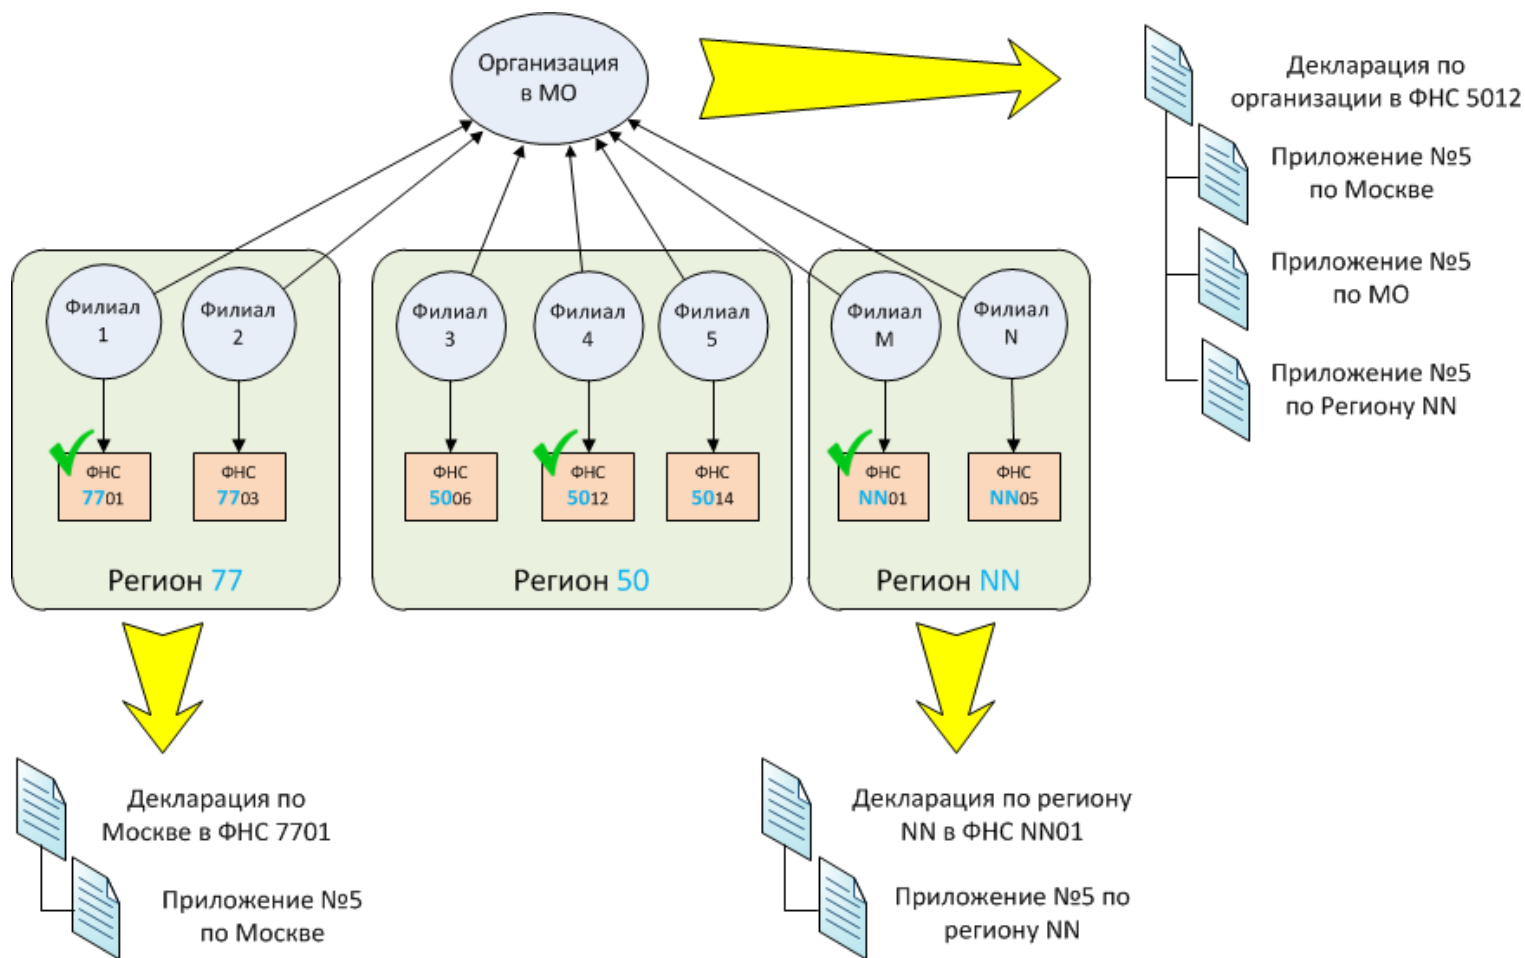 Организация
в МО
Декларация по
организации в ФНС 5012
Приложение №5
по Москве
Приложение №5
по МО
Приложение №5
по Региону NN
Филиал
1
Филиал
2
Филиал
3
Филиал
4
Филиал
5
Филиал
M
Филиал
N
ФНС
7701
ФНС
7703
ФНС
5006
ФНС
5012
ФНС
5014
ФНС
NN01
ФНС
NN05
Регион 77
Регион 50
Регион NN
Декларация по
Москве в ФНС 7701
Приложение №5
по Москве
Декларация по региону
NN в ФНС NN01
Приложение №5 по
региону NN